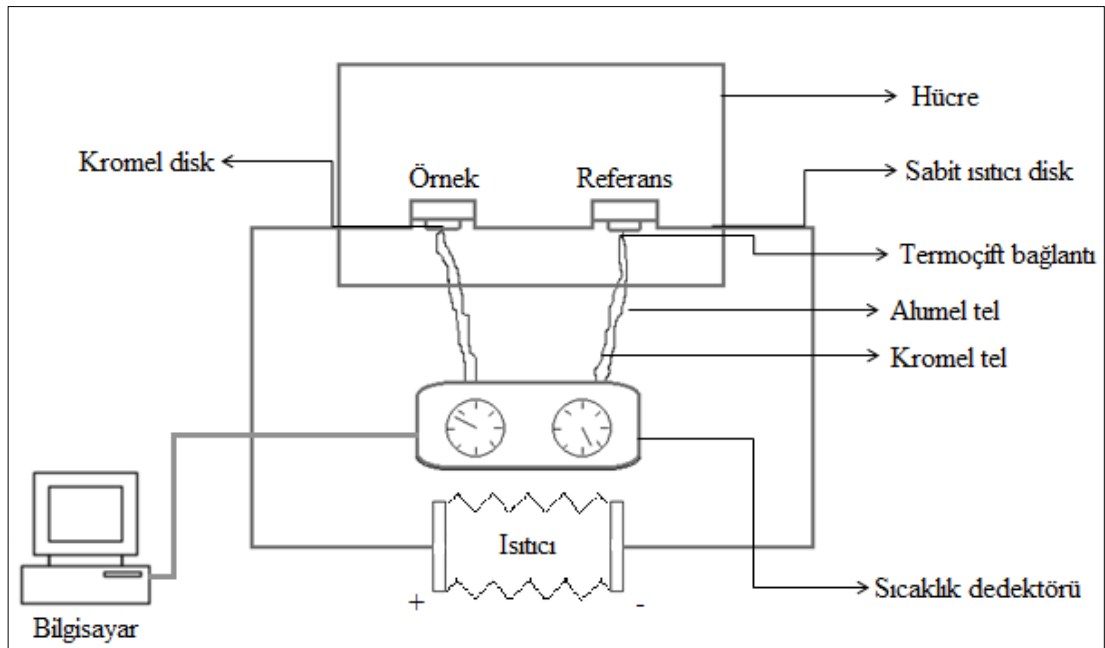 Hücre
Kromel disk
Örnek
Referans
Sabit ısıtıcı disk
Termoçift bağlantı
Alumel tel
Kromel tel
Isıtıcı
Sıcaklık dedektörü
+
-
Bilgisayar